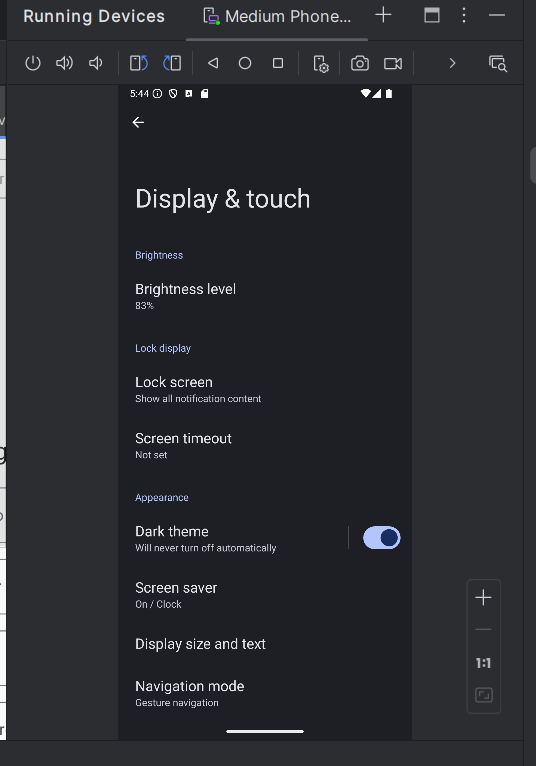 Running Devices
Medium Phone...
5:44
Display & touch
Brightness
Brightness level
83%
Lock display
Lock screen
Show all notification content
Screen timeout
Not set
Appearance
Dark theme
Will never turn off automatically
Screen saver
On / Clock
Display size and text
Navigation mode
Gesture navigation
1:1